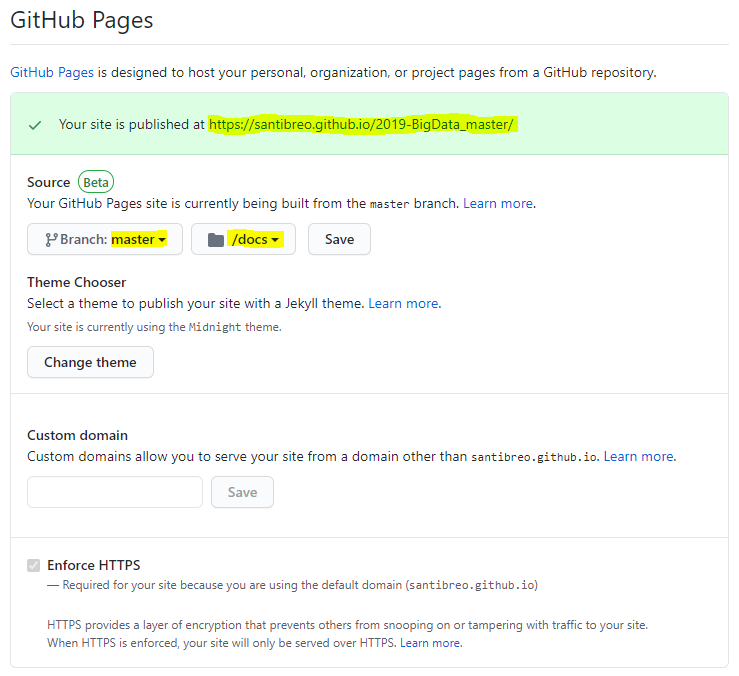 GitHub Pages
GitHub Pages is designed to host your personal, organization, or project pages from a GitHub repository.
Your site is published at https://santibreo.github.io/2019-BigData_master/
Source Beta
Your GitHub Pages site is currently being built from the master branch. Learn more.
Branch: master /docs Save
Theme Chooser
Select a theme to publish your site with a Jekyll theme. Learn more.
Your site is currently using the Midnight theme.
Change theme
Custom domain
Custom domains allow you to serve your site from a domain other than santibreo.github.io. Learn more.
Save
Enforce HTTPS
— Required for your site because you are using the default domain (santibreo.github.io)
HTTPS provides a layer of encryption that prevents others from snooping on or tampering with traffic to your site.
When HTTPS is enforced, your site will only be served over HTTPS. Learn more.